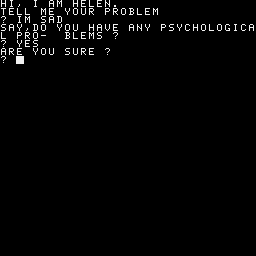 HI, I AM HELEN.
TELL ME YOUR PROBLEM
? IM SAD
SAY,DO YOU HAVE ANY PSYCHOLOGICA
L PRO-  BLEMS ?
? YES
ARE YOU SURE ?
?